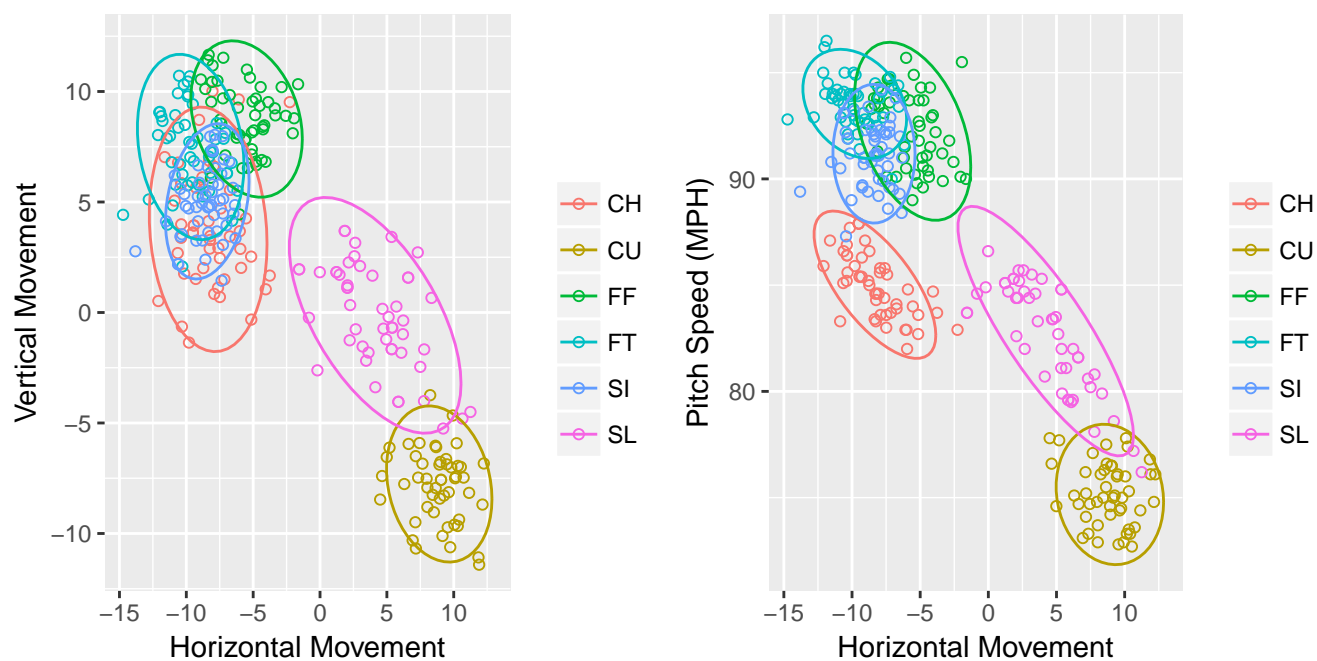 Vertical Movement
10
5
0
−5
−10
−15 −10 −5 0 5 10
Horizontal Movement
CH
CU
FF
FT
SI
SL
Pitch Speed (MPH)
90
80
−15 −10 −5 0 5 10
Horizontal Movement
CH
CU
FF
FT
SI
SL